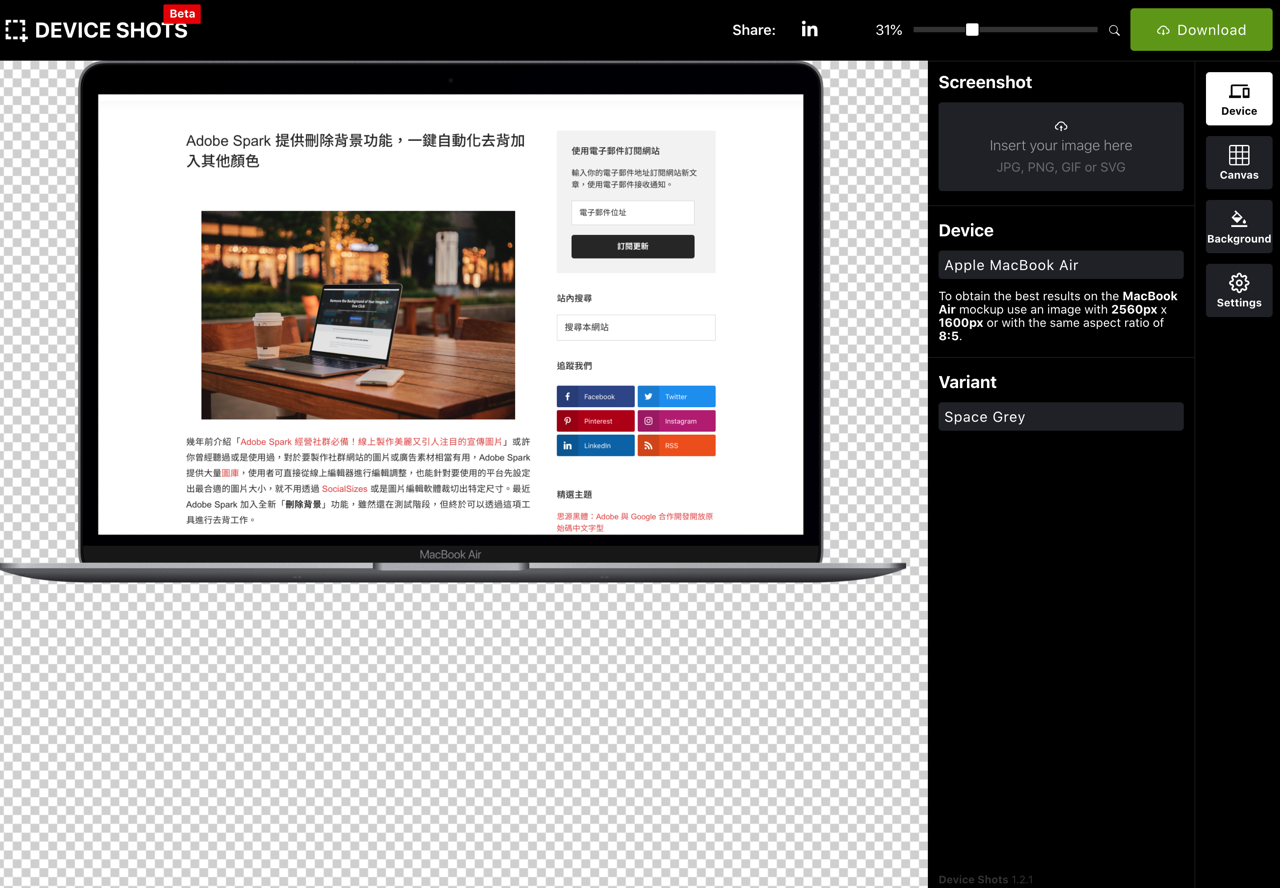 Beta
DEVICE SHOTS
Share:
31%
Download
Adobe Spark 提供刪除背景功能，一鍵自動化去背加
入其他顏色
Remove the Background of Your Images in
One Click
幾年前介紹「Adobe Spark 經營社群必備！線上製作美麗又引人注目的宣傳圖片」或許
你曾經聽過或是使用過，對於要製作社群網站的圖片或廣告素材相當有用，Adobe Spark
提供大量圖庫，使用者可直接從線上編輯器進行編輯調整，也能針對要使用的平台先設定
出最合適的圖片大小，就不用透過 SocialSizes 或是圖片編輯軟體裁切出特定尺寸。最近
Adobe Spark 加入全新「刪除背景」功能，雖然還在測試階段，但終於可以透過這項工
具進行去背工作。
使用電子郵件訂閱網站
輸入你的電子郵件地址訂閱網站新文
章，使用電子郵件接收通知。
電子郵件位址
訂閱更新
站內搜尋
搜尋本網站
追蹤我們
Facebook
Twitter
Pinterest
Instagram
LinkedIn
RSS
精選主題
思源黑體：Adobe 與 Google 合作開發開放原
始碼中文字型
MacBook Air
Screenshot
Insert your image here
JPG, PNG, GIF or SVG
Device
Apple MacBook Air
To obtain the best results on the MacBook
Air mockup use an image with 2560px x
1600px or with the same aspect ratio of
8:5.
Variant
Space Grey
Device Shots 1.2.1
Device
Canvas
Background
Settings